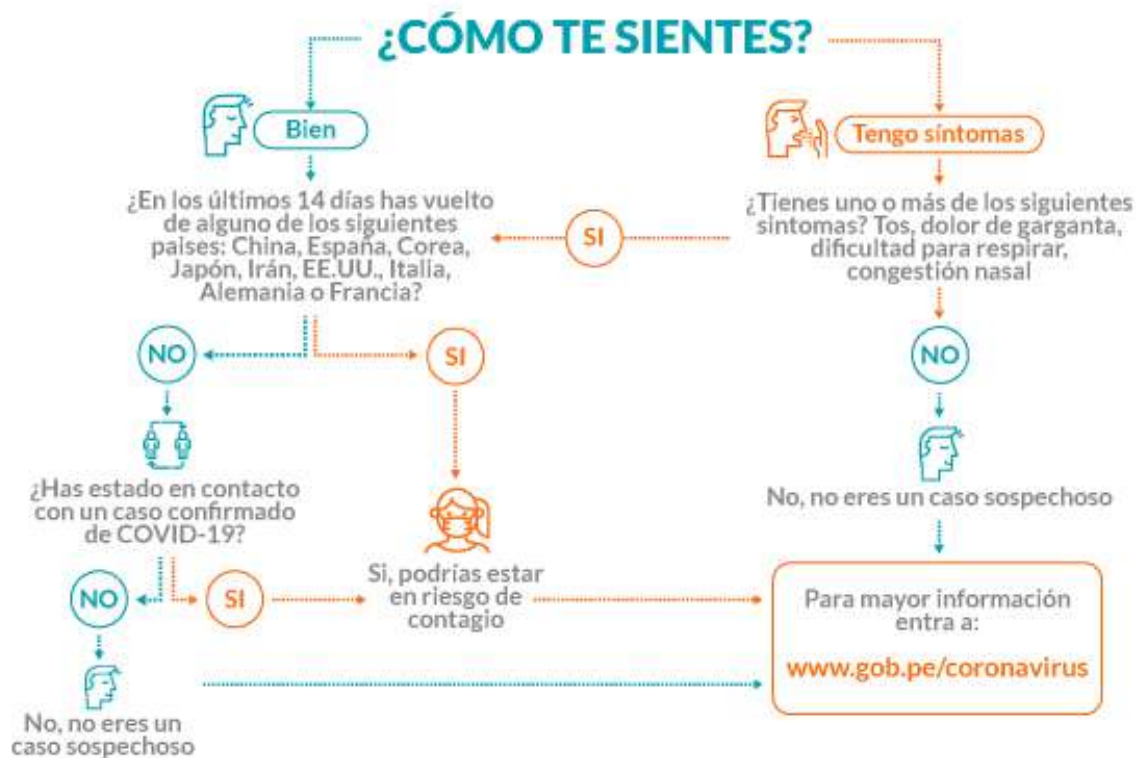 ¿CÓMO TE SIENTES?
Bien
¿En los últimos 14 días has vuelto
de alguno de los siguientes
paises: China, España, Corea,
Japón, Irán, EE.UU., Italia,
Alemania o Francia?
NO
SI
¿Has estado en contacto
con un caso confirmado
de COVID-19?
NO
SI
No, no eres un
caso sospechoso
Si, podrías estar
en riesgo de
contagio
Tengo síntomas
¿Tienes uno o más de los siguientes
sintomas? Tos, dolor de garganta,
dificultad para respirar,
congestión nasal
SI
NO
No, no eres un caso sospechoso
Para mayor información
entra a:
www.gob.pe/coronavirus